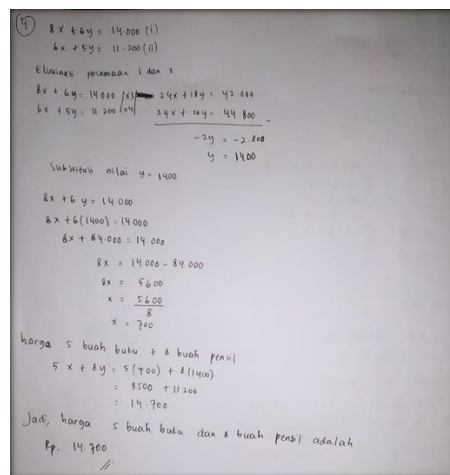 4
8x + 6y = 14.000 (i)
6x + 5y = 11.200 (ii)
Eliminasi persamaan 1 dan 2
8x + 6y = 14.000 |x3| 24x + 18y = 42.000
6x + 5y = 11.200 |x4| 24x + 20y = 44.800 -
-2y = -2.800
y = 1400
Substitusi nilai y = 1400
8x + 6y = 14.000
8x + 6(1400) = 14.000
8x + 84.000 = 14.000
8x = 14.000 - 84.000
8x = 5600
x = 5600
8
x = 700
harga 5 buah buku + 8 buah pensil
5x + 8y = 5(700) + 8(1400)
= 3500 + 11200
= 14.700
Jadi, harga 5 buah buku dan 8 buah pensil adalah
Rp. 14.700